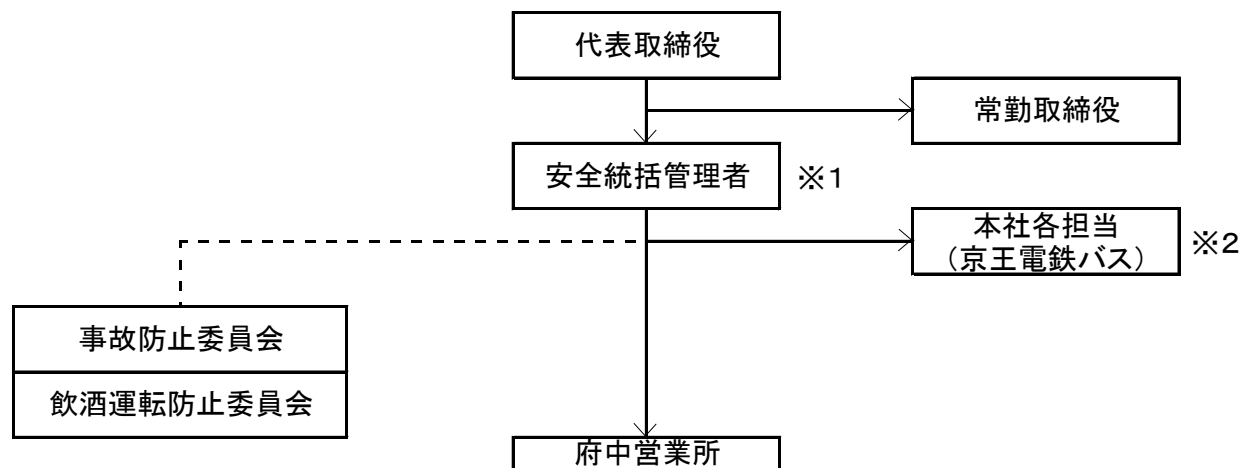 代表取締役
常勤取締役
安全統括管理者 ※1
本社各担当
(京王電鉄バス) ※2
事故防止委員会
飲酒運転防止委員会
府中営業所